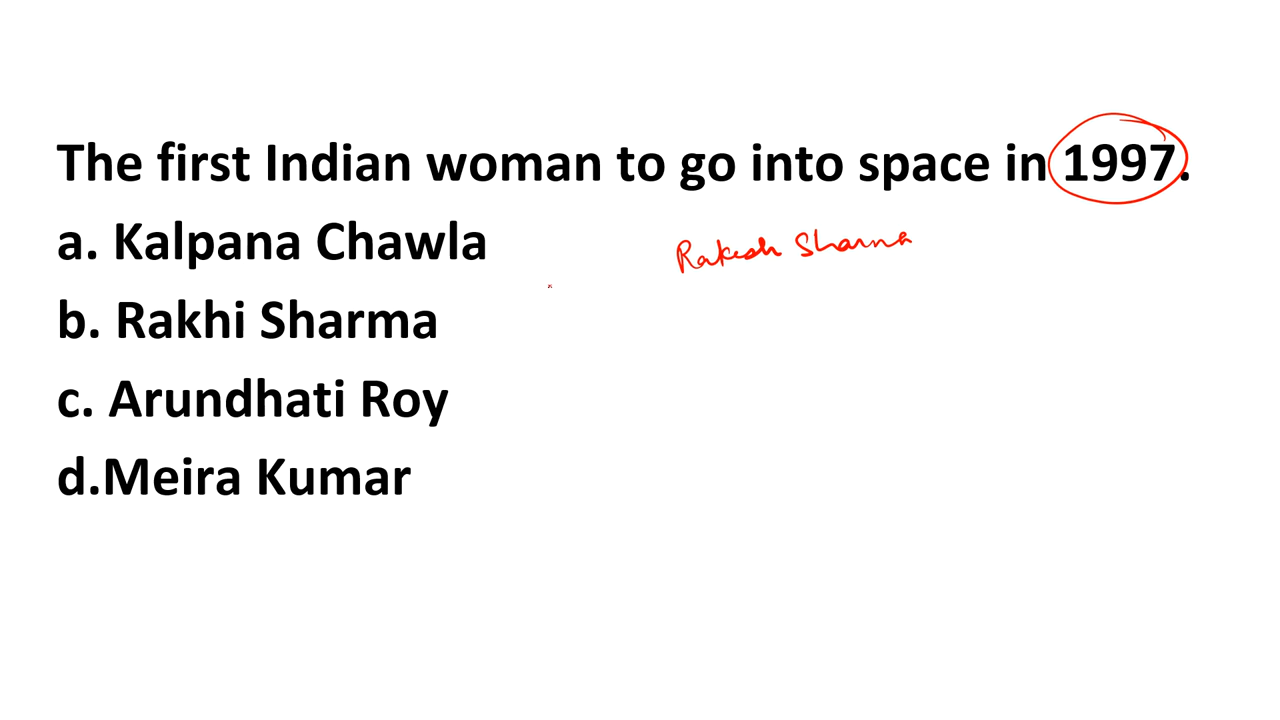 The first Indian woman to go into space in 1997.
a. Kalpana Chawla
Rakesh Sharma
b. Rakhi Sharma
c. Arundhati Roy
d.Meira Kumar